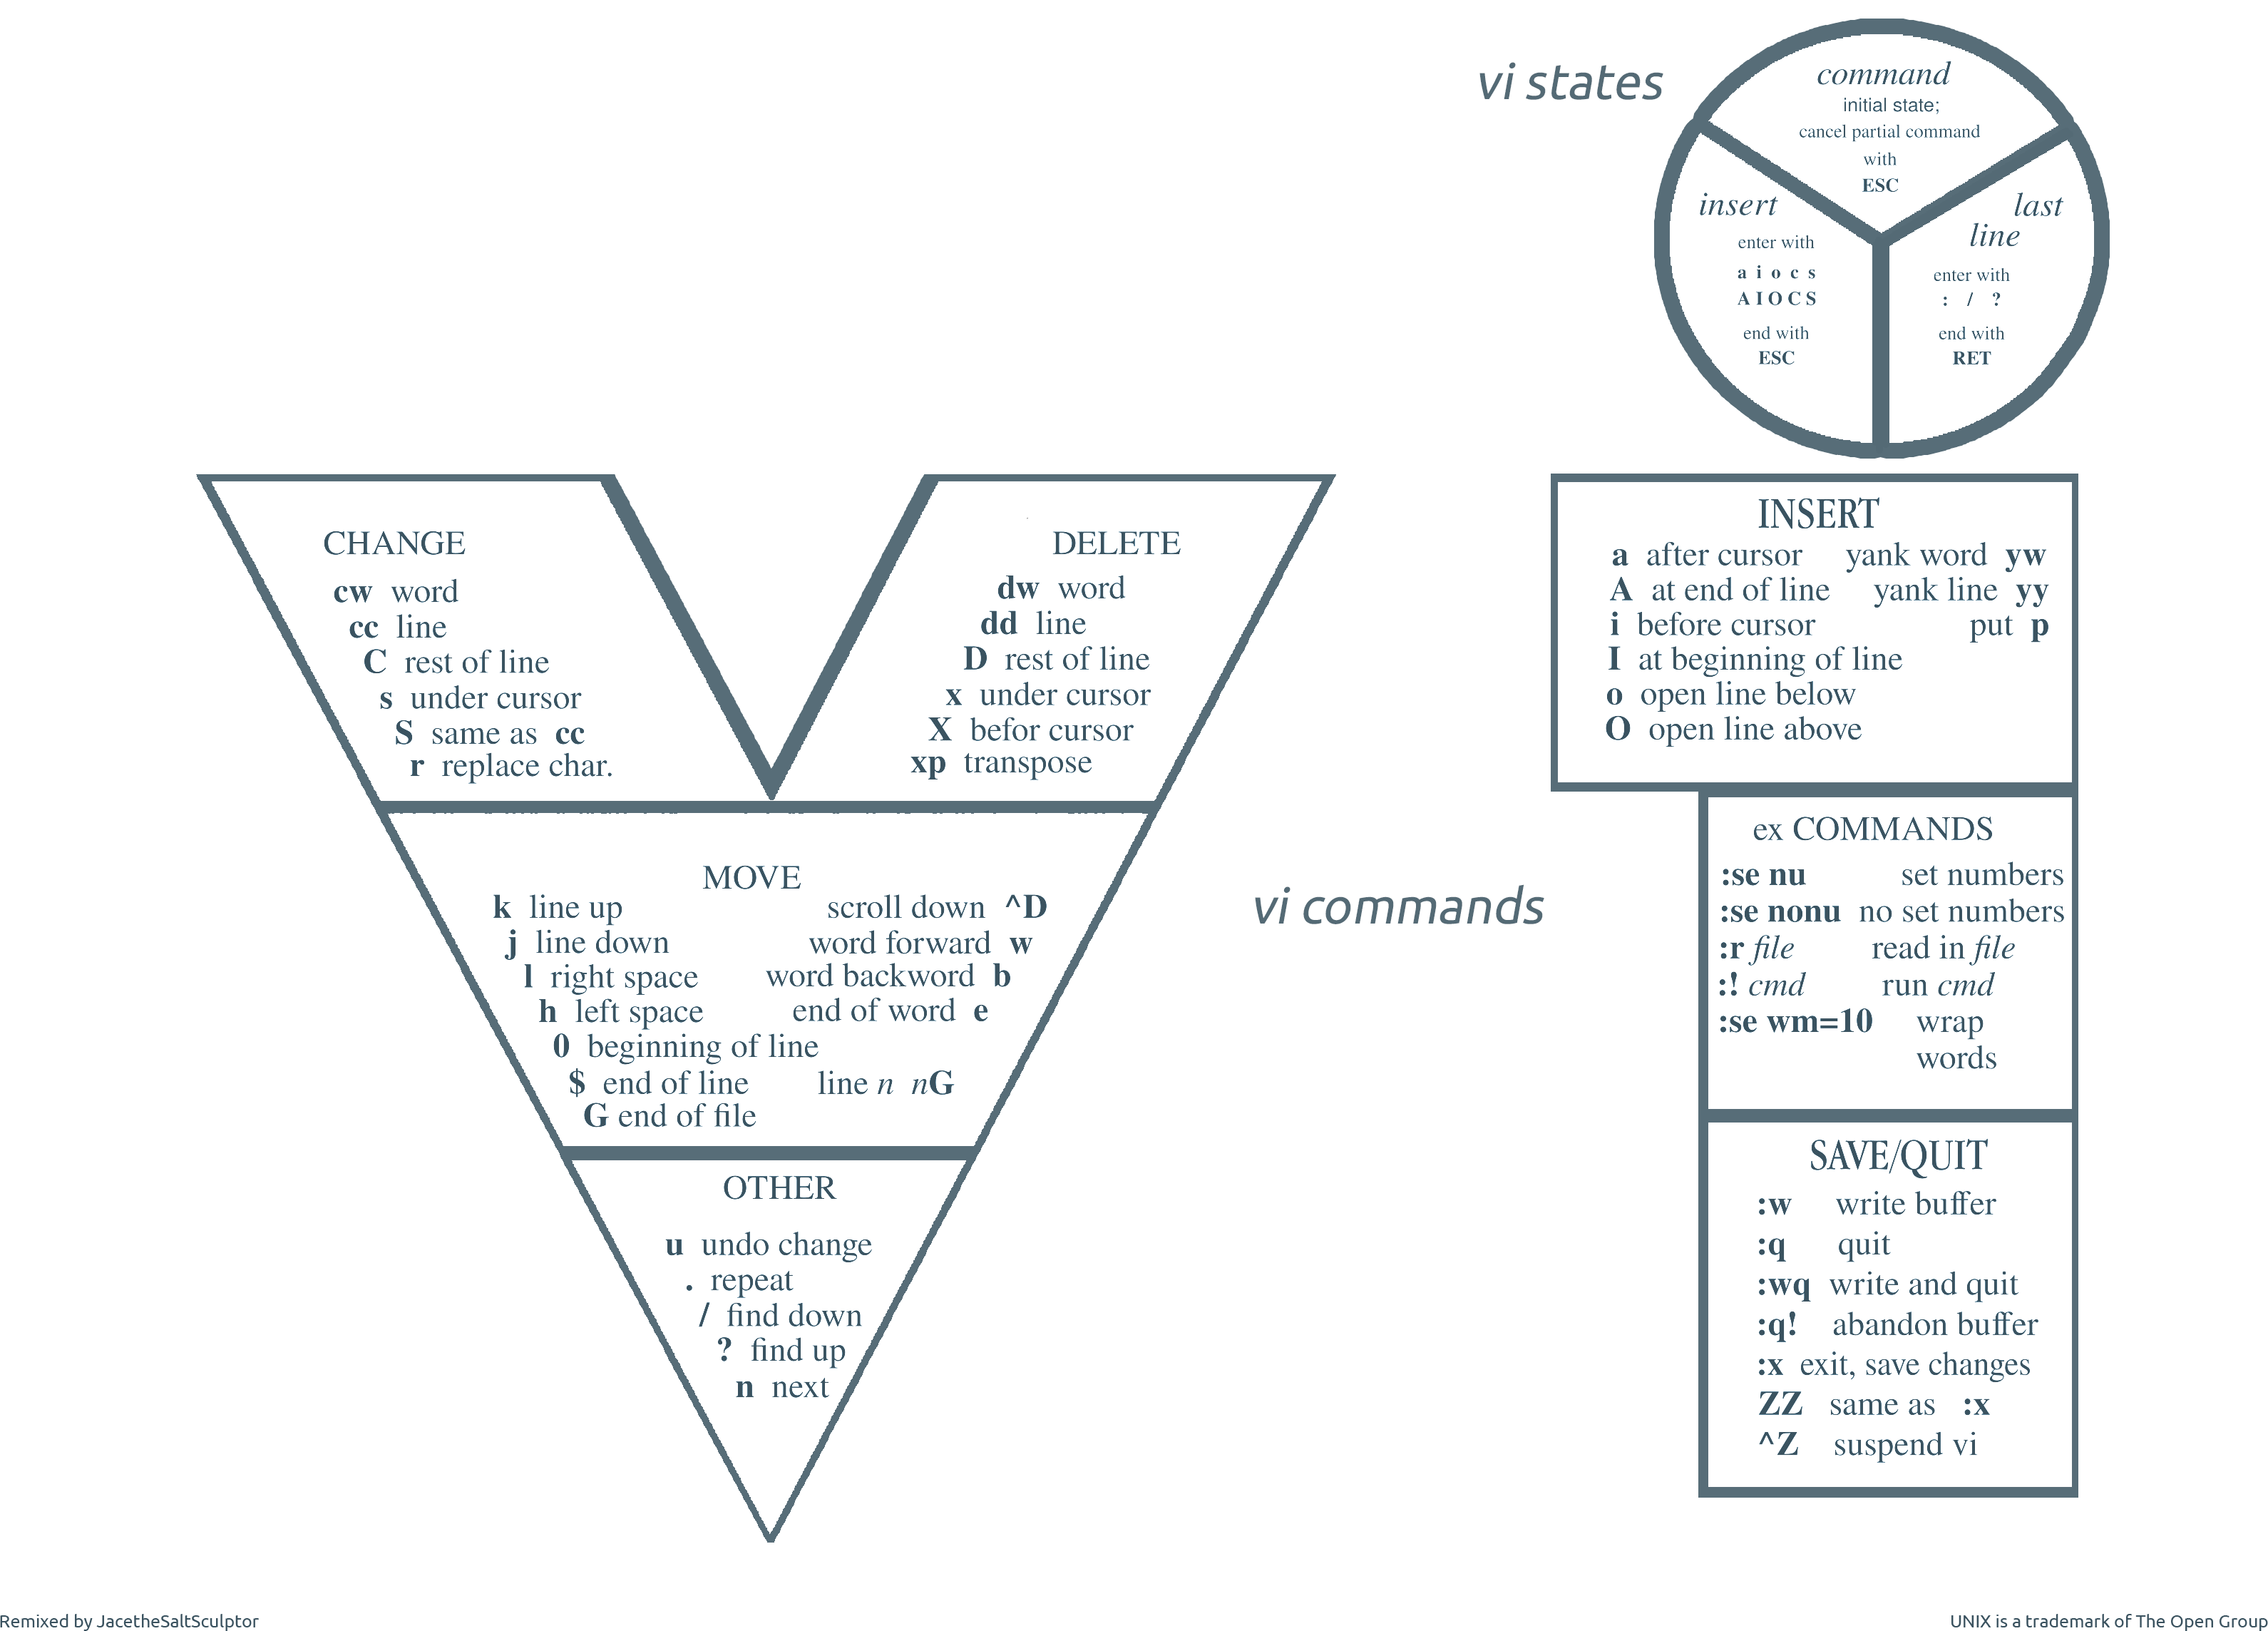 vi states
command
initial state;
cancel partial command
with
ESC
insert
enter with
a i o c s
A I O C S
end with
ESC
last
line
enter with
: / ?
end with
RET
CHANGE
cw word
cc line
C rest of line
s under cursor
S same as cc
r replace char.
DELETE
dw word
dd line
D rest of line
x under cursor
X befor cursor
xp transpose
MOVE
k line up scroll down ^D
j line down word forward w
l right space word backword b
h left space end of word e
0 beginning of line
$ end of line line n nG
G end of file
OTHER
u undo change
. repeat
/ find down
? find up
n next
vi commands
INSERT
a after cursor yank word yw
A at end of line yank line yy
i before cursor put p
I at beginning of line
o open line below
O open line above
ex COMMANDS
:se nu set numbers
:se nonu no set numbers
:r file read in file
:! cmd run cmd
:se wm=10 wrap
words
SAVE/QUIT
:w write buffer
:q quit
:wq write and quit
:q! abandon buffer
:x exit, save changes
ZZ same as :x
^Z suspend vi
Remixed by JacetheSaltSculptor
UNIX is a trademark of The Open Group